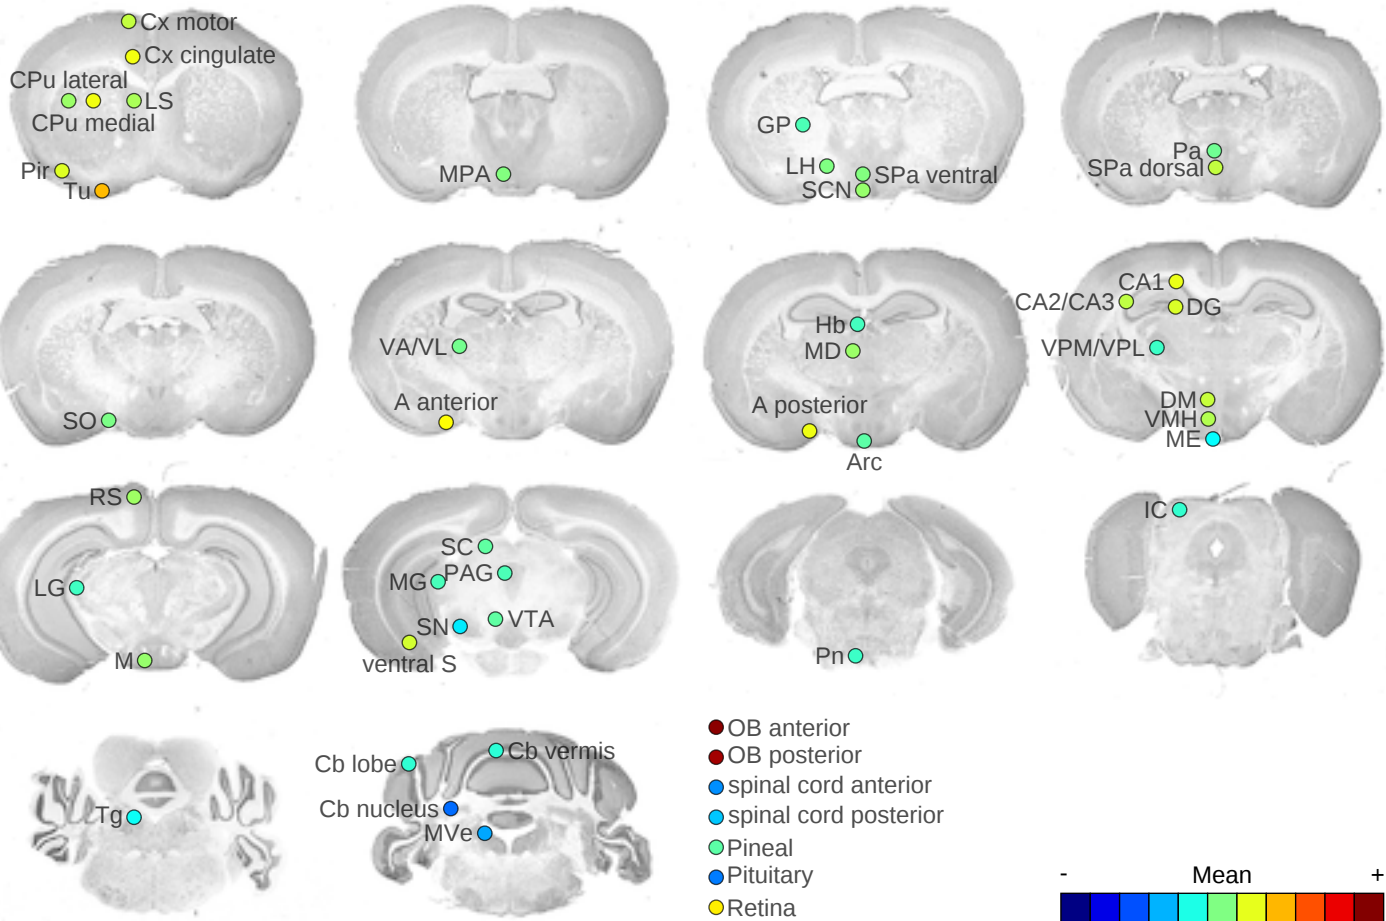 Cx motor
Cx cingulate
CPu lateral
LS
CPu medial
Pir
Tu
MPA
GP
LH
SPa ventral
SCN
Pa
SPa dorsal
SO
VA/VL
A anterior
Hb
MD
A posterior
Arc
CA1
CA2/CA3
DG
VPM/VPL
DM
VMH
ME
RS
LG
M
SC
MG
PAG
SN
VTA
ventral S
Pn
IC
Tg
Cb lobe
Cb vermis
Cb nucleus
MVe
OB anterior
OB posterior
spinal cord anterior
spinal cord posterior
Pineal
Pituitary
Retina
- Mean +